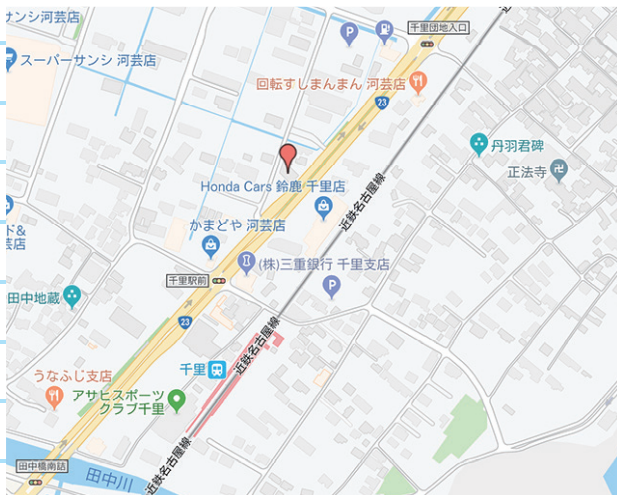 サンシ河芸店
スーパーサンシ 河芸店
千里団地入口
P
回転すしまんまん 河芸店
23
丹羽君碑
正法寺
近鉄名古屋線
Honda Cars 鈴鹿 千里店
かまどや 河芸店
ド&
芸店
(株)三重銀行 千里支店
千里駅前
P
田中地蔵
23
近鉄名古屋線
千里
うなふじ支店
アサヒスポーツ
クラブ千里
近鉄名古屋線
田中橋南詰
田中川